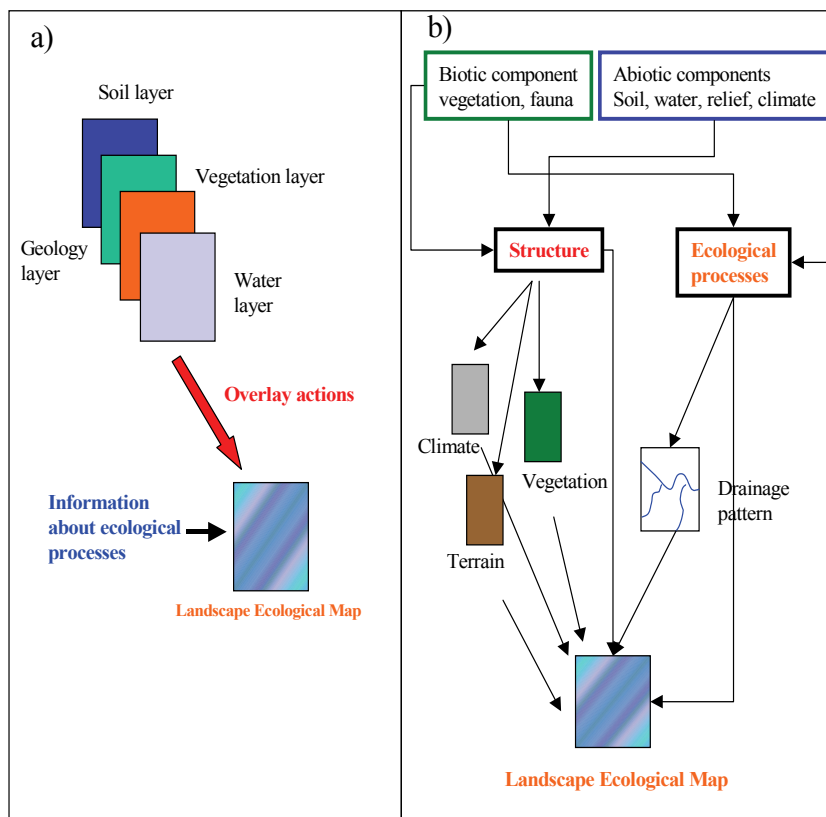 a)
Soil layer
Vegetation layer
Geology
layer
Water
layer
Overlay actions
Information
about ecological
processes
Landscape Ecological Map
b)
Biotic component
vegetation, fauna
Abiotic components
Soil, water, relief, climate
Structure
Ecological
processes
Climate
Vegetation
Terrain
Drainage
pattern
Landscape Ecological Map